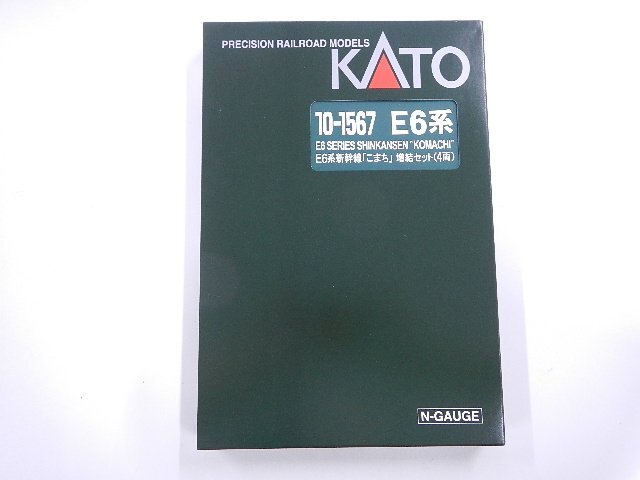 PRECISION RAILROAD MODELS
KATO
10-1567 E6系
E6 SERIES SHINKANSEN "KOMACHI"
E6系新幹線「こまち」増結セット(4両)
N-GAUGE